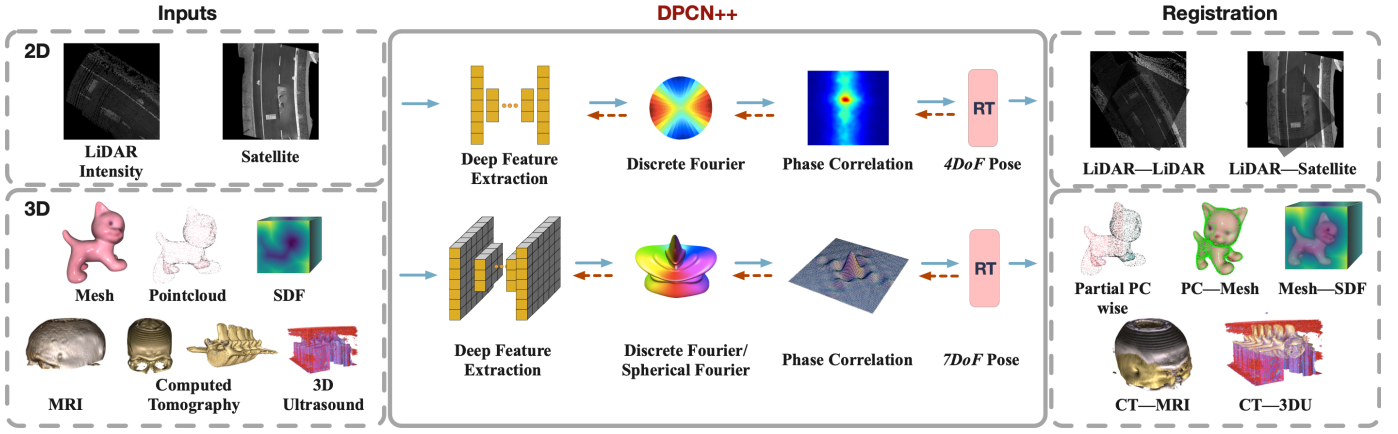 Inputs
DPCN++
Registration
2D
LiDAR
Intensity
Satellite
Deep Feature
Extraction
Discrete Fourier
Phase Correlation
RT
4DoF Pose
LiDAR—LiDAR
LiDAR—Satellite
3D
Mesh
Pointcloud
SDF
MRI
Computed
Tomography
3D
Ultrasound
Deep Feature
Extraction
Discrete Fourier/
Spherical Fourier
Phase Correlation
RT
7DoF Pose
Partial PC
wise
PC—Mesh
Mesh—SDF
CT—MRI
CT—3DU